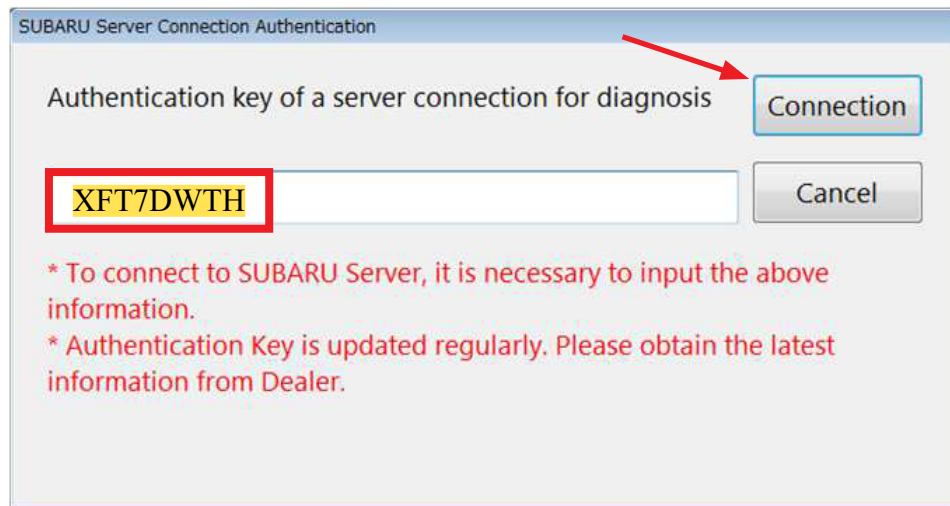 SUBARU Server Connection Authentication
Authentication key of a server connection for diagnosis
Connection
XFT7DWTH
Cancel
* To connect to SUBARU Server, it is necessary to input the above
information.
* Authentication Key is updated regularly. Please obtain the latest
information from Dealer.